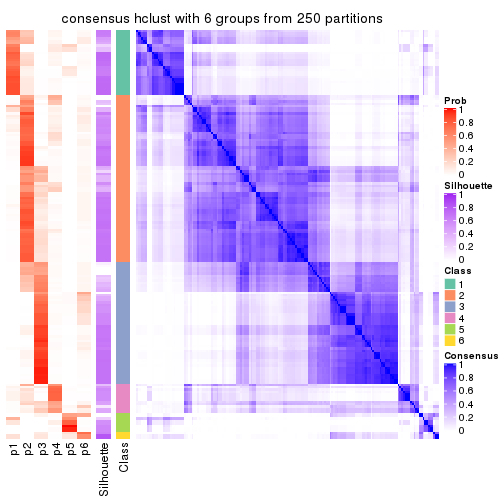 consensus hclust with 6 groups from 250 partitions
Prob
1
0.8
0.6
0.4
0.2
0
Silhouette
1
0.8
0.6
0.4
0.2
0
Class
1
2
3
4
5
6
Consensus
1
0.8
0.6
0.4
0.2
0
p1
p2
p3
p4
p5
p6
Silhouette
Class